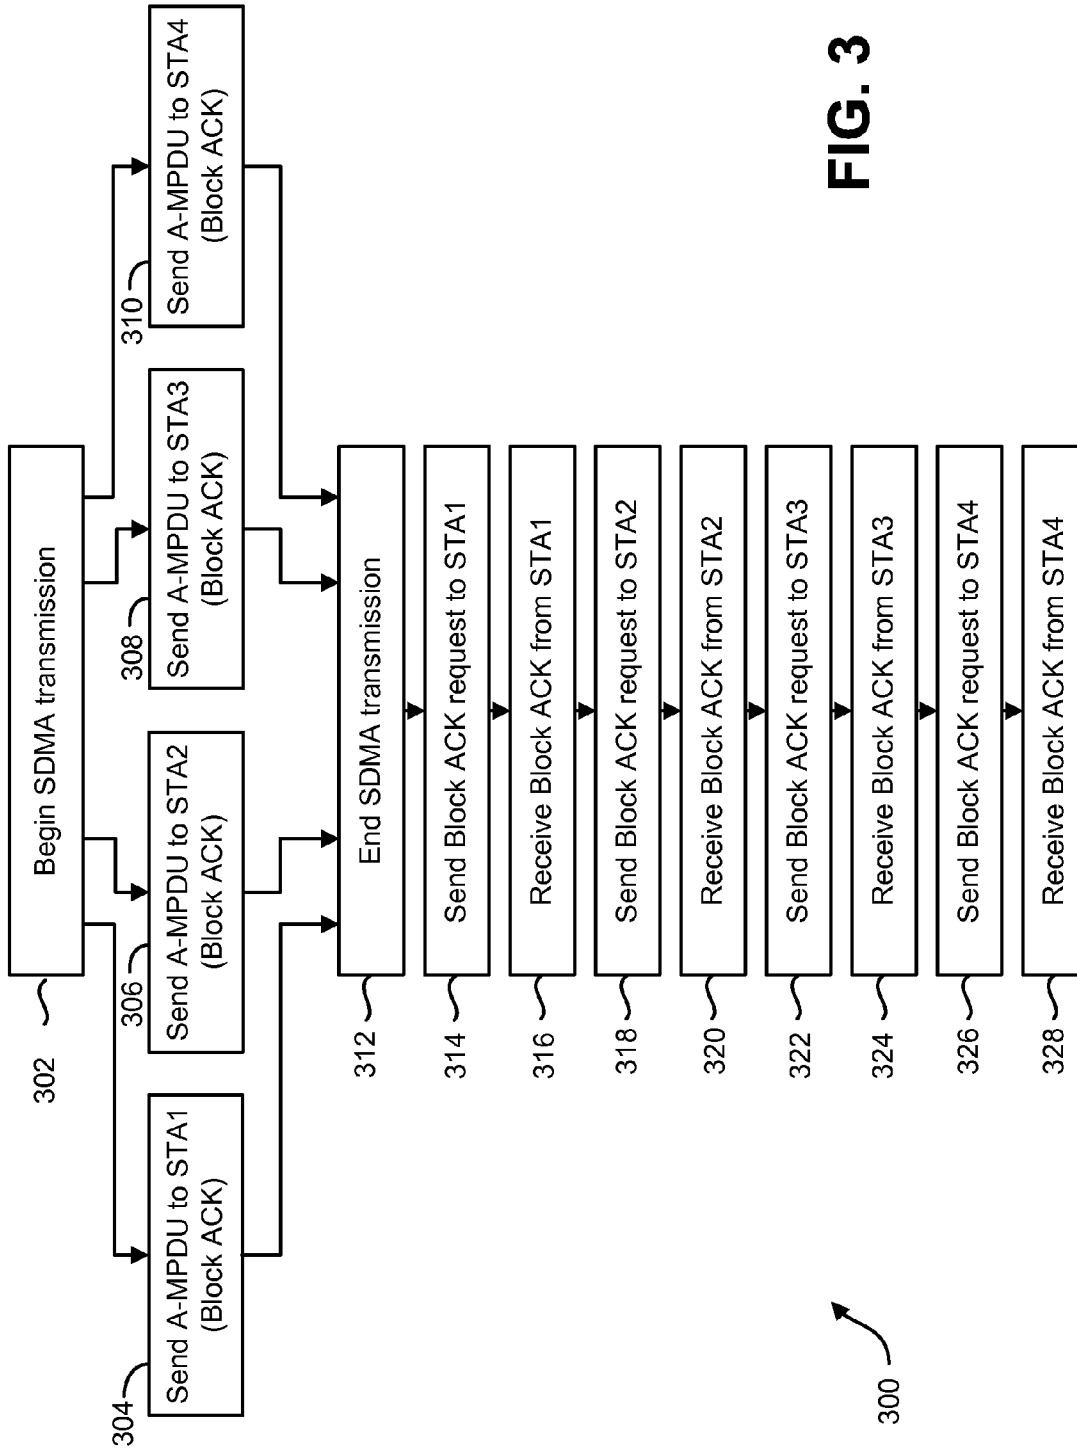 302
Begin SDMA transmission
304
Send A-MPDU to STA1
(Block ACK)
306
Send A-MPDU to STA2
(Block ACK)
308
Send A-MPDU to STA3
(Block ACK)
310
Send A-MPDU to STA4
(Block ACK)
312
End SDMA transmission
314
Send Block ACK request to STA1
316
Receive Block ACK from STA1
318
Send Block ACK request to STA2
320
Receive Block ACK from STA2
322
Send Block ACK request to STA3
324
Receive Block ACK from STA3
326
Send Block ACK request to STA4
328
Receive Block ACK from STA4
300
FIG. 3